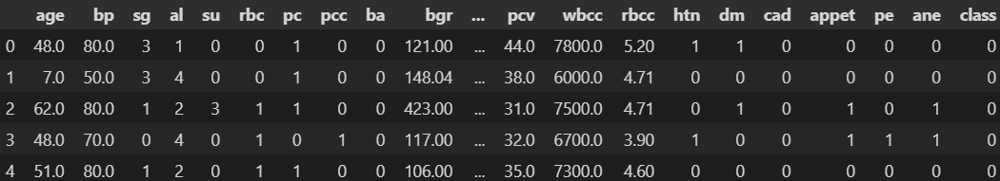 age bp sg al su rbc pc pcc ba bgr ... pcv wbcc rbcc htn dm cad appet pe ane class
0 48.0 80.0 3 1 0 0 1 0 0 121.00 ... 44.0 7800.0 5.20 1 1 0 0 0 0 0
1 7.0 50.0 3 4 0 0 1 0 0 148.04 ... 38.0 6000.0 4.71 0 0 0 0 0 0 0
2 62.0 80.0 1 2 3 1 1 0 0 423.00 ... 31.0 7500.0 4.71 0 1 0 1 0 1 0
3 48.0 70.0 0 4 0 1 0 1 0 117.00 ... 32.0 6700.0 3.90 1 0 0 1 1 1 0
4 51.0 80.0 1 2 0 1 1 0 0 106.00 ... 35.0 7300.0 4.60 0 0 0 0 0 0 0